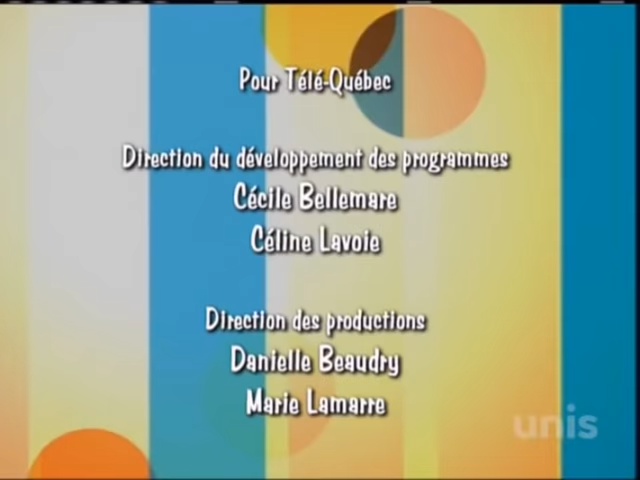 Pour Télé-Québec
Direction du développement des programmes
Cécile Bellemare
Céline Lavoie
Direction des productions
Danielle Beaudry
Marie Lamarre
unis